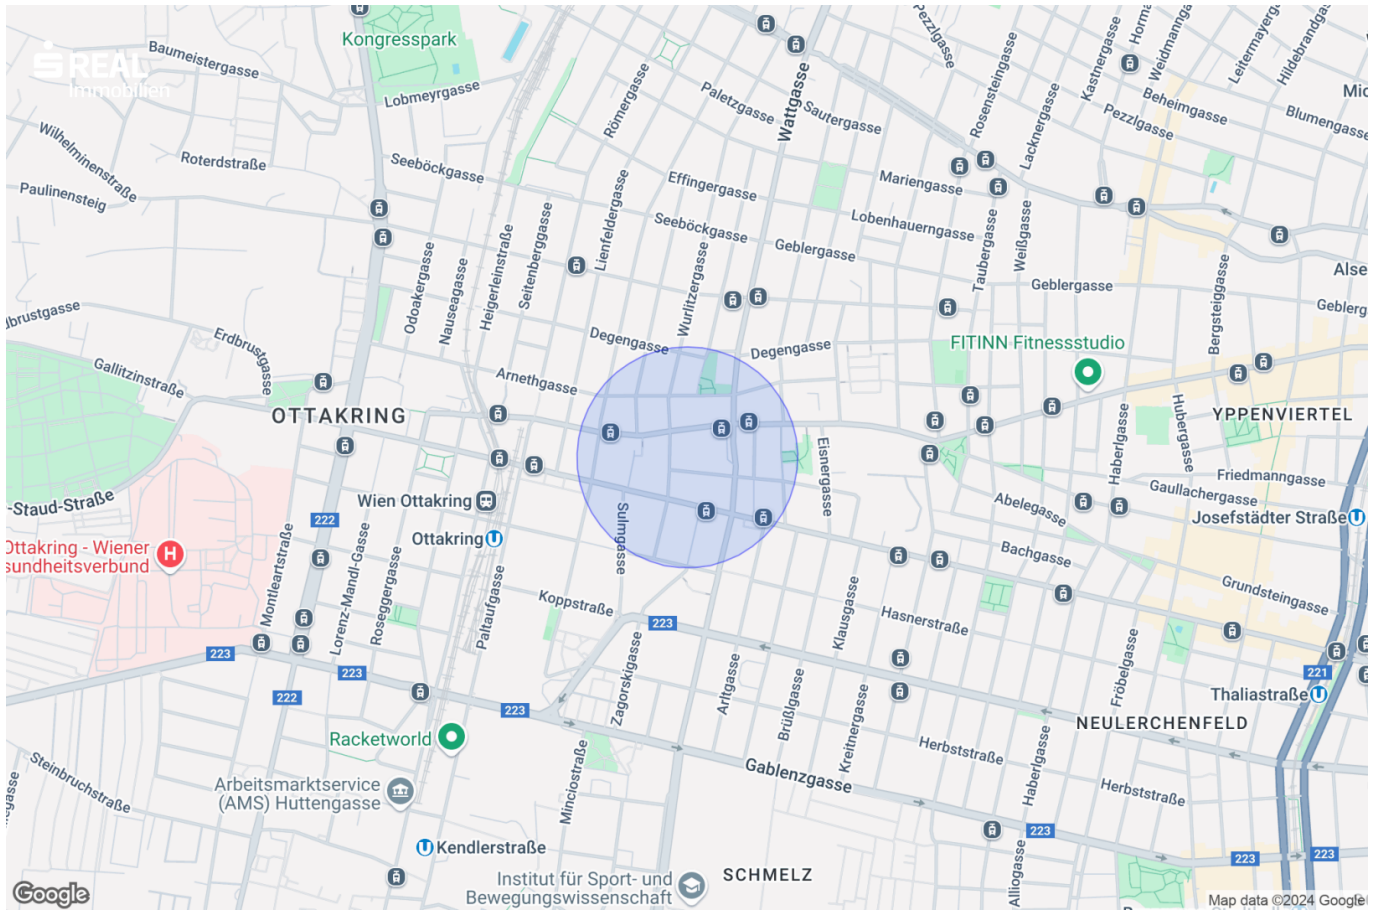 Kongresspark
Baumeistergasse
REAL
Immobilien
Lobmeyrgasse
Wilhelminenstraße
Roterdstraße
Paulinensteig
Seeböckgasse
Römergasse
Paletzgasse
Sautergasse
Wattgasse
Pezzlgasse
Rosensteingasse
Lacknergasse
Kastnergasse
Weidmanngasse
Leitermayergasse
Hildebrandgasse
Beheimgasse
Pezzlgasse
Blumengasse
Effingergasse
Mariengasse
Seeböckgasse
Lobenhauerngasse
Geblergasse
Lienfeldergasse
Wurlitzergasse
Seitenberggasse
Heigerleinstraße
Nauseagasse
Odoakergasse
Taubergasse
Weißgasse
Geblergasse
Bergsteiggasse
Erdbrustgasse
Gallitzinstraße
Degengasse
Degengasse
Arnethgasse
FITINN Fitnessstudio
OTTAKRING
YPPENVIERTEL
Eisnergasse
Haberlgasse
Hubergasse
Friedmanngasse
Gaullachergasse
Abelegasse
Josefstädter Straße
-Staud-Straße
Wien Ottakring
Ottakring
222
Ottakring - Wiener
sundheitsverbund
Sulmgasse
Bachgasse
Grundsteingasse
Montleartstraße
Lorenz-Mandl-Gasse
Roseggergasse
Paltaufgasse
Koppstraße
223
Klausgasse
Hasnerstraße
Fröbelgasse
223
223
222
223
221
Thaliastraße
Zagorskigasse
Arltgasse
Brüßlgasse
Kreitnergasse
NEULERCHENFELD
Racketworld
Herbststraße
Haberlgasse
Gablenzgasse
Herbststraße
Steinbruchstraße
Arbeitsmarktservice
(AMS) Huttengasse
Minciostraße
223
223
223
Kendlerstraße
SCHMELZ
Institut für Sport- und
Bewegungswissenschaft
Alliogasse
Google
Map data ©2024 Google